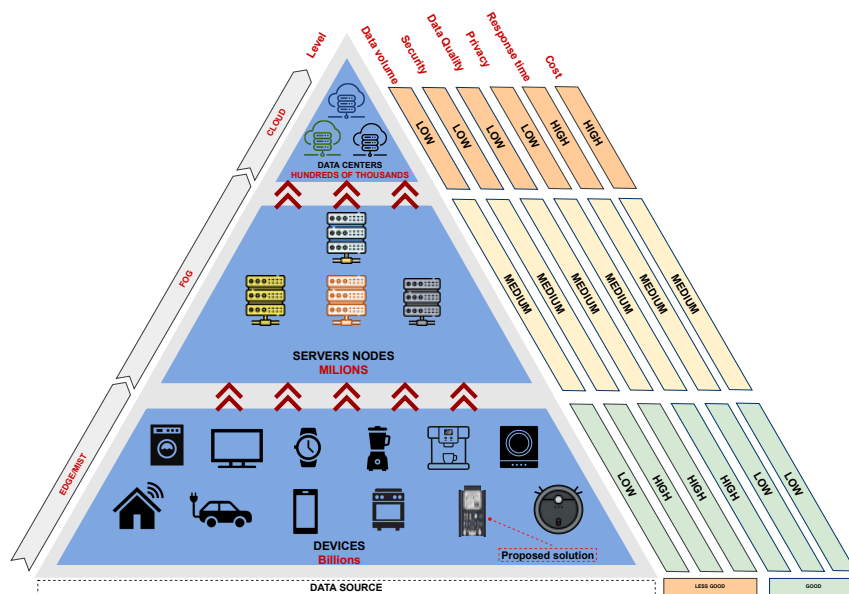 Level
Data volume
Security
Data Quality
Privacy
Response time
Cost
CLOUD
DATA CENTERS
HUNDREDS OF THOUSANDS
LOW
LOW
LOW
LOW
HIGH
HIGH
FOG
SERVERS NODES
MILIONS
MEDIUM
MEDIUM
MEDIUM
MEDIUM
MEDIUM
MEDIUM
EDGE/MIST
DEVICES
Billions
Proposed solution
LOW
HIGH
HIGH
HIGH
LOW
LOW
DATA SOURCE
LESS GOOD
GOOD